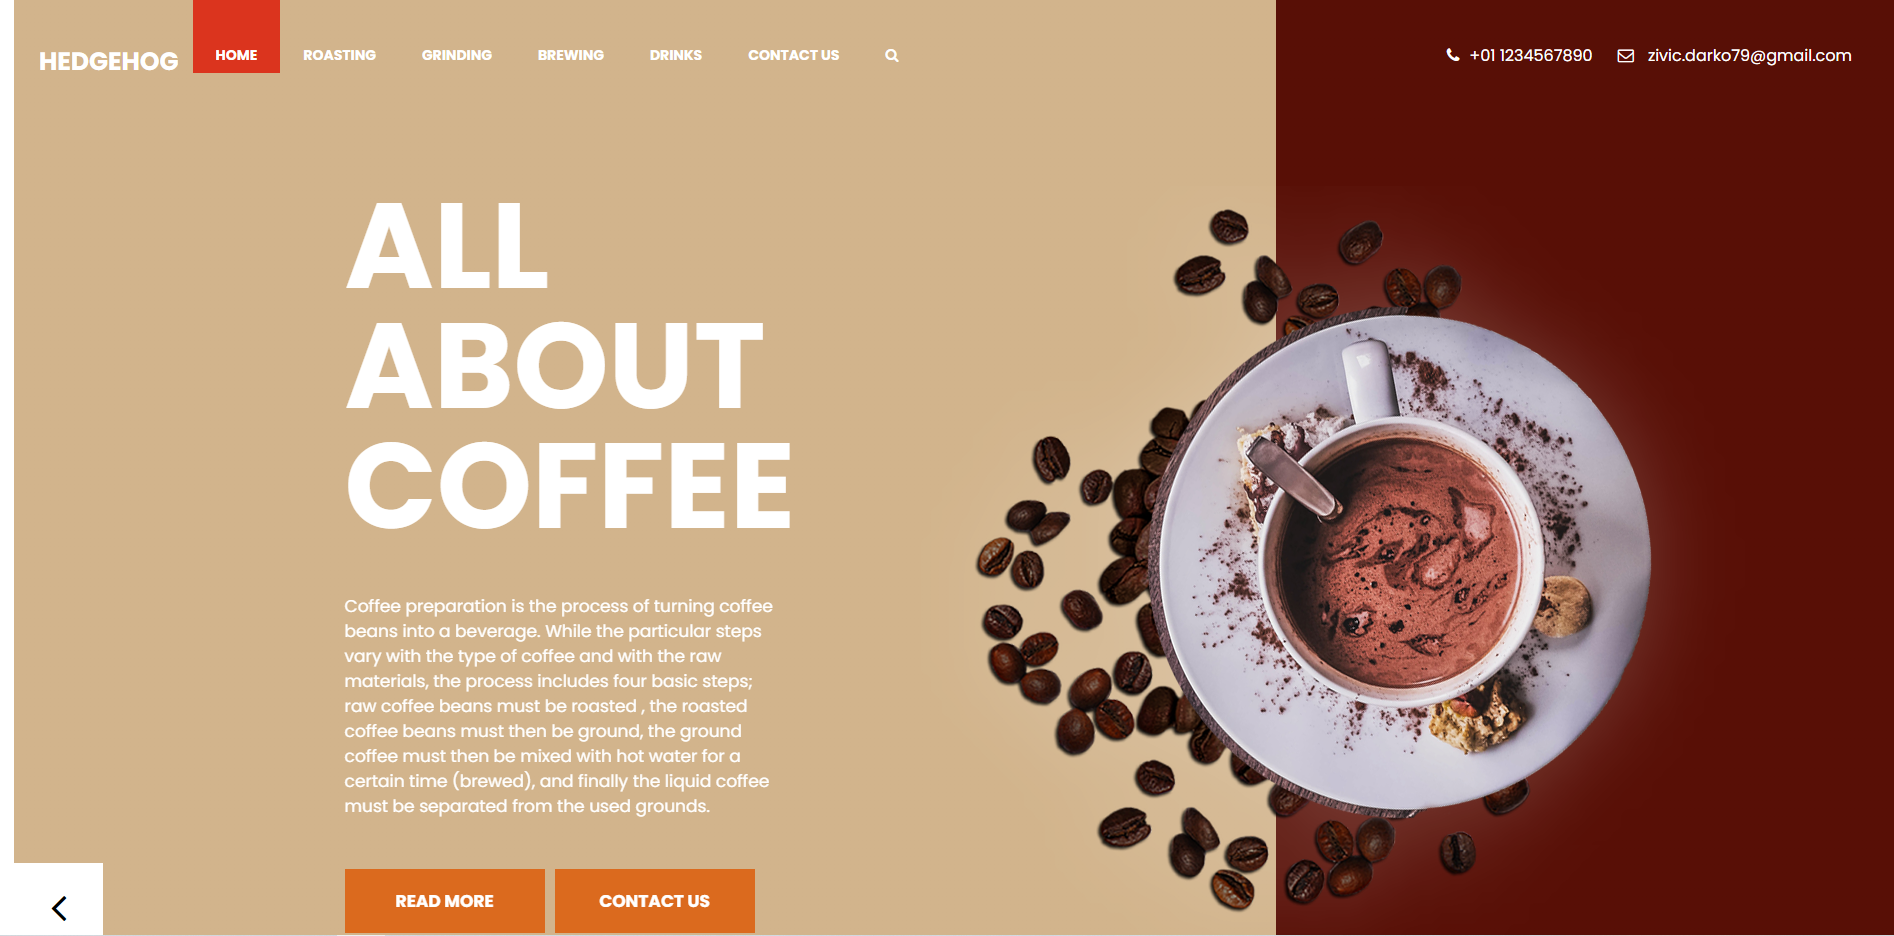 HEDGEHOG
HOME ROASTING GRINDING BREWING DRINKS CONTACT US
+01 1234567890 zivic.darko79@gmail.com
ALL
ABOUT
COFFEE
Coffee preparation is the process of turning coffee
beans into a beverage. While the particular steps
vary with the type of coffee and with the raw
materials, the process includes four basic steps;
raw coffee beans must be roasted , the roasted
coffee beans must then be ground, the ground
coffee must then be mixed with hot water for a
certain time (brewed), and finally the liquid coffee
must be separated from the used grounds.
READ MORE CONTACT US